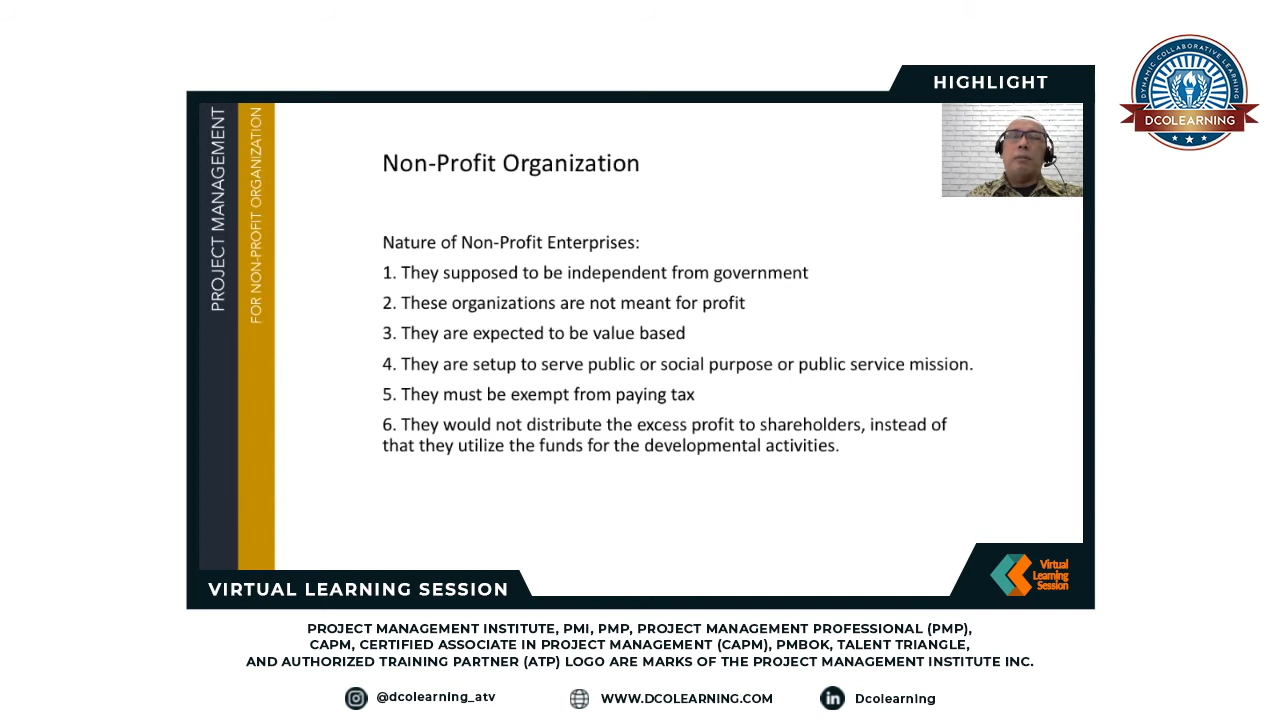 HIGHLIGHT
DYNAMIC COLLABORATIVE LEARNING
DCOLEARNING
PROJECT MANAGEMENT
FOR NON-PROFIT ORGANIZATION
Non-Profit Organization
Nature of Non-Profit Enterprises:
1. They supposed to be independent from government
2. These organizations are not meant for profit
3. They are expected to be value based
4. They are setup to serve public or social purpose or public service mission.
5. They must be exempt from paying tax
6. They would not distribute the excess profit to shareholders, instead of
that they utilize the funds for the developmental activities.
Virtual
Learning
Session
VIRTUAL LEARNING SESSION
PROJECT MANAGEMENT INSTITUTE, PMI, PMP, PROJECT MANAGEMENT PROFESSIONAL (PMP),
CAPM, CERTIFIED ASSOCIATE IN PROJECT MANAGEMENT (CAPM), PMBOK, TALENT TRIANGLE,
AND AUTHORIZED TRAINING PARTNER (ATP) LOGO ARE MARKS OF THE PROJECT MANAGEMENT INSTITUTE INC.
@dcolearning_atv
WWW.DCOLEARNING.COM
Dcolearning